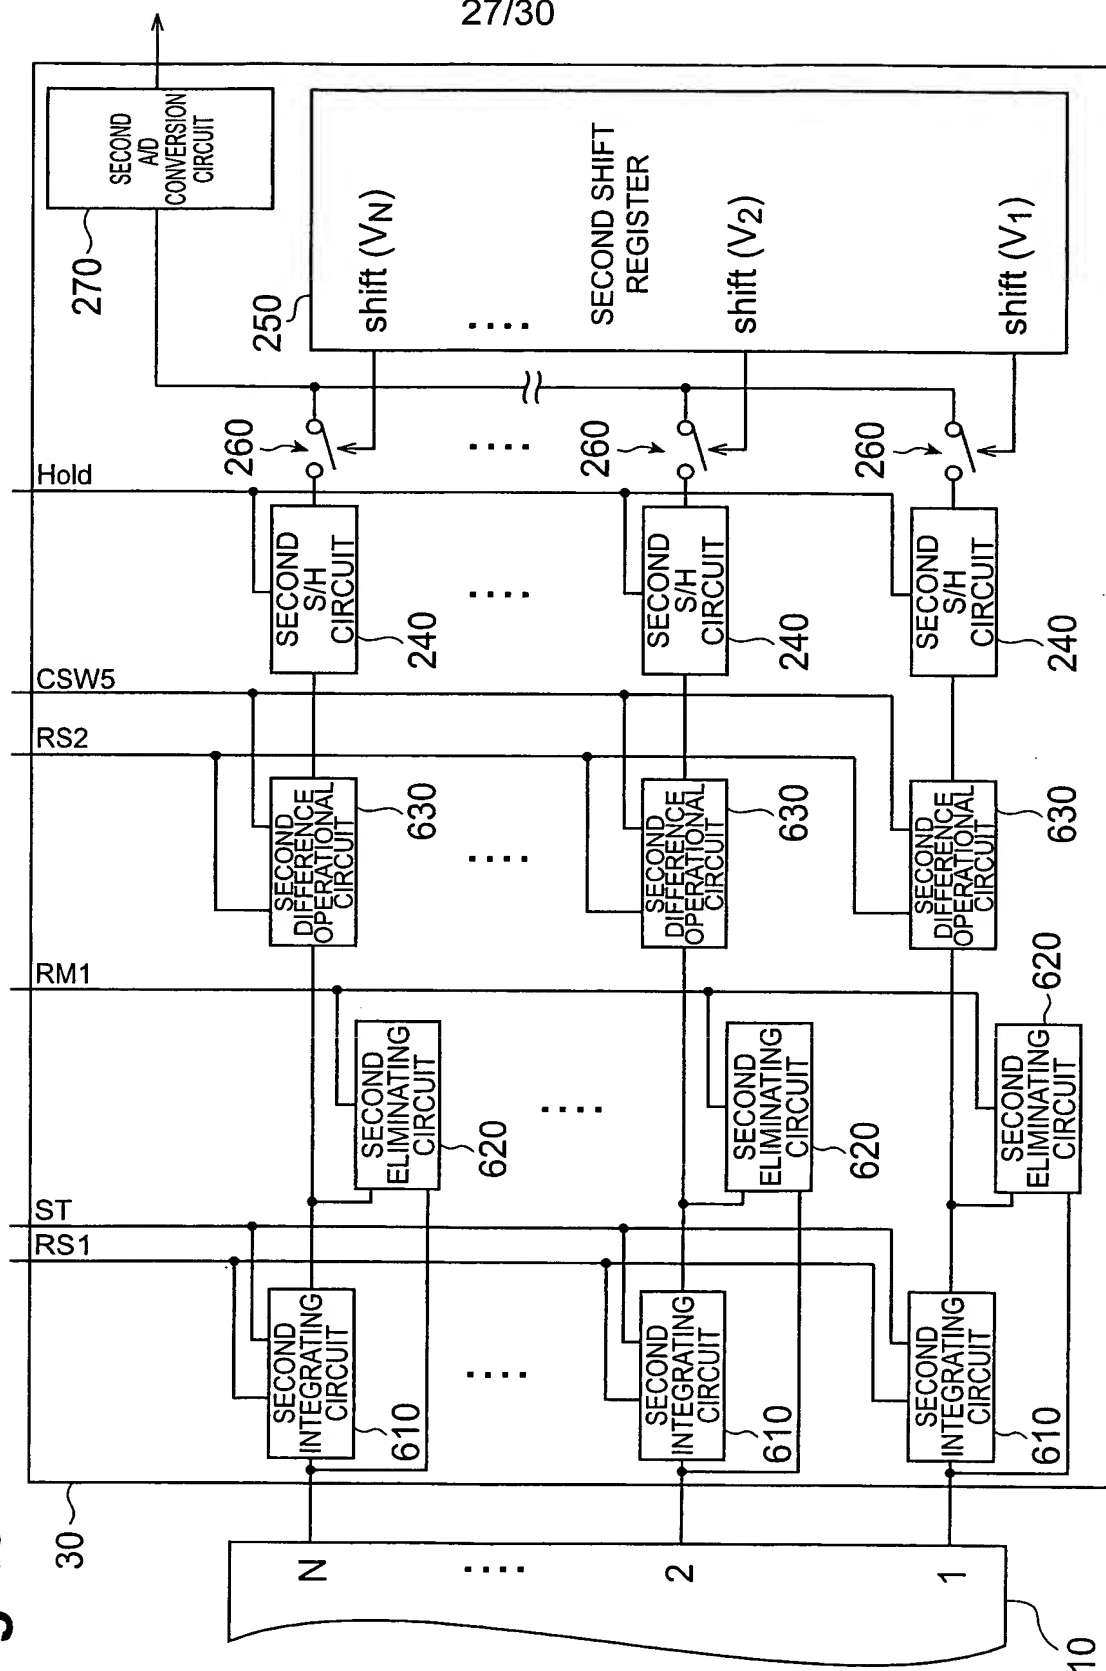 27/30
30
10
N
2
1
....
RS1
ST
RM1
RS2
CSW5
Hold
SECOND
INTEGRATING
CIRCUIT
610
SECOND
ELIMINATING
CIRCUIT
620
SECOND
DIFFERENCE
OPERATIONAL
CIRCUIT
630
SECOND
S/H
CIRCUIT
240
260
....
....
....
....
....
SECOND
INTEGRATING
CIRCUIT
610
SECOND
ELIMINATING
CIRCUIT
620
SECOND
DIFFERENCE
OPERATIONAL
CIRCUIT
630
SECOND
S/H
CIRCUIT
240
260
SECOND
INTEGRATING
CIRCUIT
610
SECOND
ELIMINATING
CIRCUIT
620
SECOND
DIFFERENCE
OPERATIONAL
CIRCUIT
630
SECOND
S/H
CIRCUIT
240
260
250
shift (VN)
....
SECOND SHIFT
REGISTER
shift (V2)
shift (V1)
270
SECOND
A/D
CONVERSION
CIRCUIT